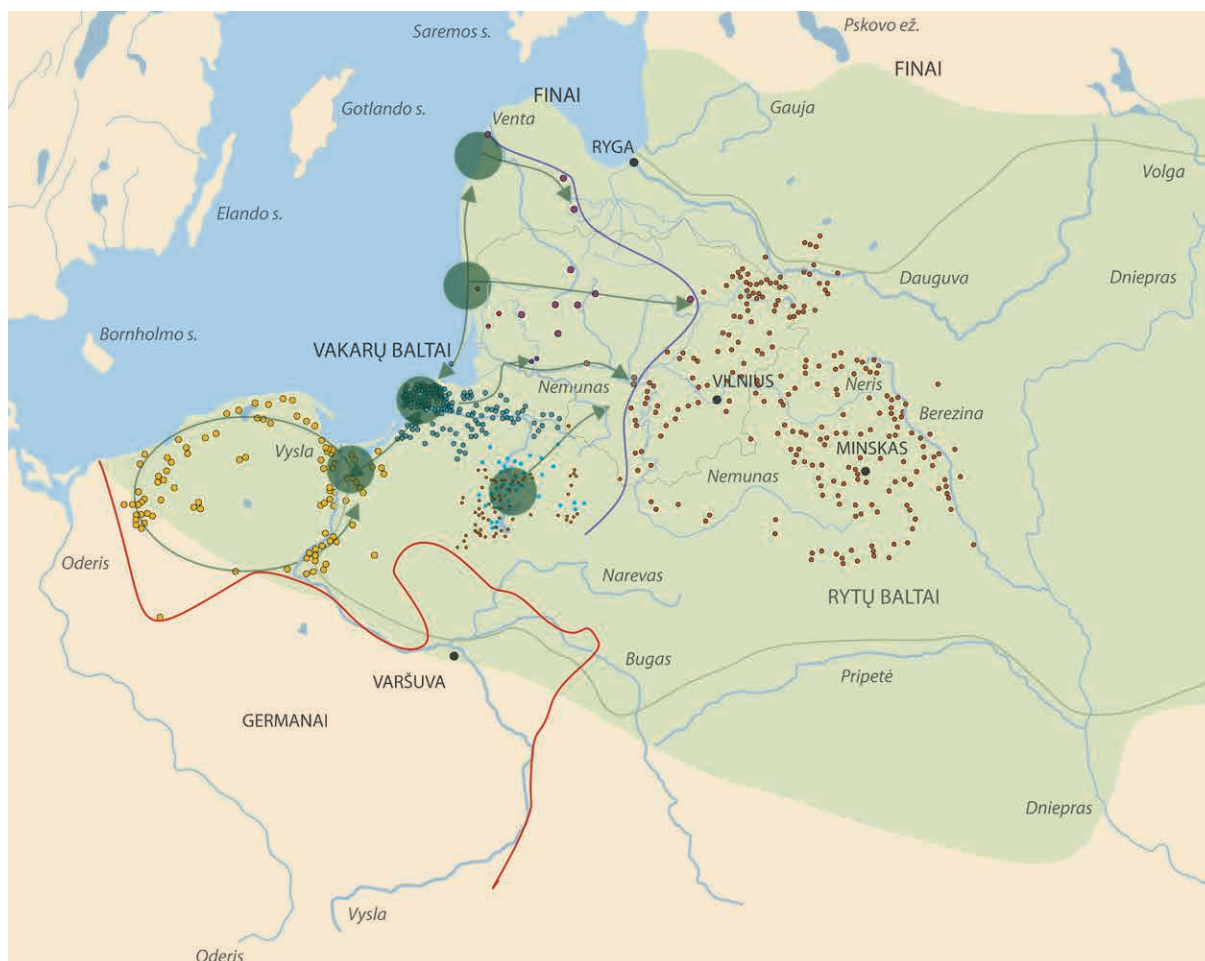 Saremos s.
Pskovo ež.
FINAI
Gotlando s.
FINAI
Venta
Gauja
RYGA
Volga
Elando s.
Dauguva
Dniepras
Bornholmo s.
VAKARŲ BALTAI
Nemunas
VILNIUS
Neris
Berezina
Vysla
MINSKAS
Nemunas
Oderis
Narevas
RYTŲ BALTAI
Bugas
VARŠUVA
Pripetė
GERMANAI
Dniepras
Vysla
Oderis